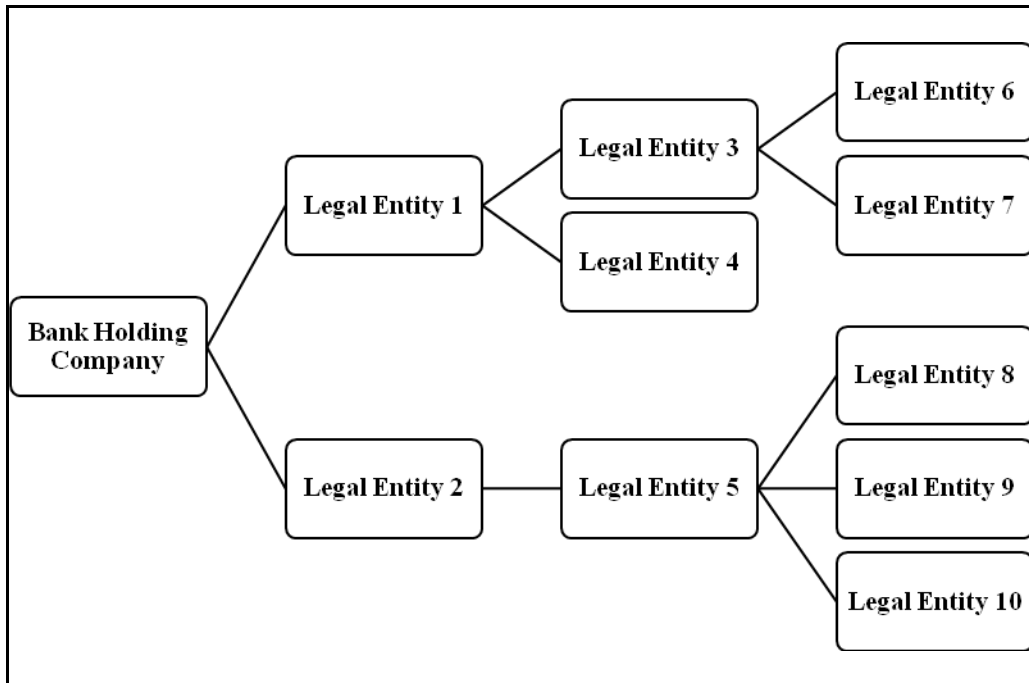 Bank Holding
Company
Legal Entity 1
Legal Entity 2
Legal Entity 3
Legal Entity 4
Legal Entity 5
Legal Entity 6
Legal Entity 7
Legal Entity 8
Legal Entity 9
Legal Entity 10